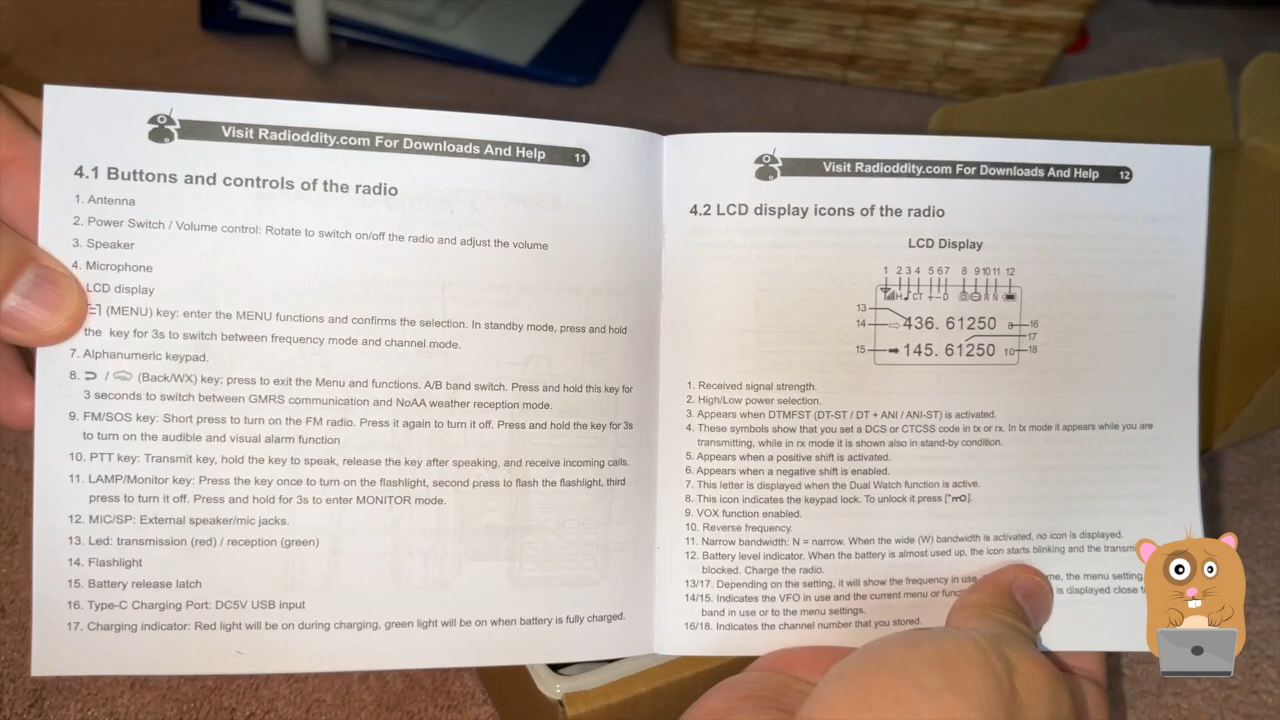 Visit Radioddity.com For Downloads And Help 11
4.1 Buttons and controls of the radio
1. Antenna
2. Power Switch / Volume control: Rotate to switch on/off the radio and adjust the volume
3. Speaker
4. Microphone
LCD display
(MENU) key: enter the MENU functions and confirms the selection. In standby mode, press and hold
the key for 3s to switch between frequency mode and channel mode.
7. Alphanumeric keypad.
8. / (Back/WX) key: press to exit the Menu and functions. A/B band switch. Press and hold this key for
3 seconds to switch between GMRS communication and NoAA weather reception mode.
9. FM/SOS key: Short press to turn on the FM radio. Press it again to turn it off. Press and hold the key for 3s
to turn on the audible and visual alarm function
10. PTT key: Transmit key, hold the key to speak, release the key after speaking, and receive incoming calls.
11. LAMP/Monitor key: Press the key once to turn on the flashlight, second press to flash the flashlight, third
press to turn it off. Press and hold for 3s to enter MONITOR mode.
12. MIC/SP: External speaker/mic jacks.
13. Led: transmission (red) / reception (green)
14. Flashlight
15. Battery release latch
16. Type-C Charging Port: DC5V USB input
17. Charging indicator: Red light will be on during charging, green light will be on when battery is fully charged.
Visit Radioddity.com For Downloads And Help 12
4.2 LCD display icons of the radio
LCD Display
1 2 3 4 5 6 7 8 9 10 11 12
H CT + - D R N
13
14 436. 61250 8 16
17
15 145. 61250 10 18
1. Received signal strength.
2. High/Low power selection.
3. Appears when DTMFST (DT-ST / DT + ANI / ANI-ST) is activated.
4. These symbols show that you set a DCS or CTCSS code in tx or rx. In tx mode it appears while you are
transmitting, while in rx mode it is shown also in stand-by condition.
5. Appears when a positive shift is activated.
6. Appears when a negative shift is enabled.
7. This letter is displayed when the Dual Watch function is active.
8. This icon indicates the keypad lock. To unlock it press [" ].
9. VOX function enabled.
10. Reverse frequency.
11. Narrow bandwidth: N = narrow. When the wide (W) bandwidth is activated, no icon is displayed.
12. Battery level indicator. When the battery is almost used up, the icon starts blinking and the
blocked. Charge the radio.
13/17. Depending on the setting, it will show the frequency in use the menu setting,
14/15. Indicates the VFO in use and the current menu or is displayed close
band in use or to the menu settings.
16/18. Indicates the channel number that you stored.